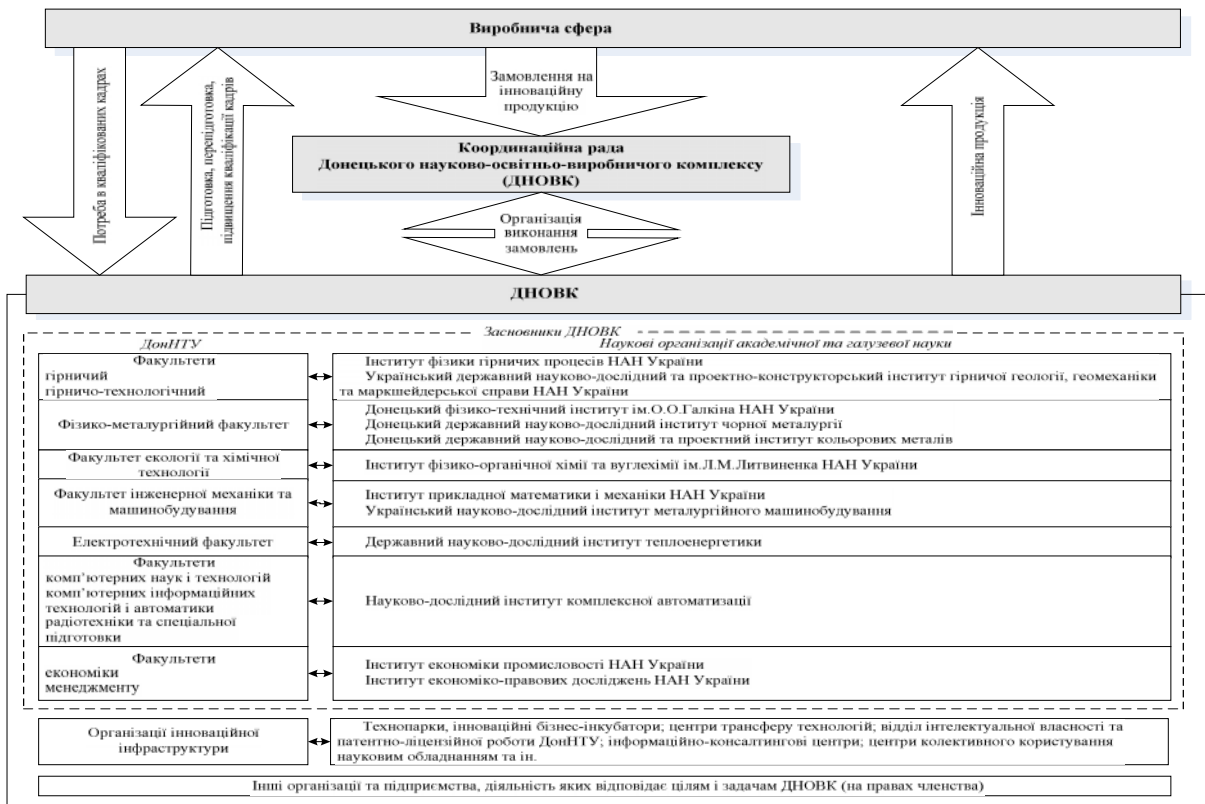 Виробнича сфера
Потреба в кваліфікованих кадрах
Підготовка, перепідготовка,
підвищення кваліфікації кадрів
Замовлення на
інноваційну
продукцію
Інноваційна продукція
Координаційна рада
Донецького науково-освітньо-виробничого комплексу
(ДНОВК)
Організація
виконання
замовлень
ДНОВК
Засновники ДНОВК
ДонНТУ
Наукові організації академічної та галузевої науки
Факультети
гірничий
гірничо-технологічний
Інститут фізики гірничих процесів НАН України
Український державний науково-дослідний та проектно-конструкторський інститут гірничої геології, геомеханіки
та маркшейдерської справи НАН України
Фізико-металургійний факультет
Донецький фізико-технічний інститут ім.О.О.Галкіна НАН України
Донецький державний науково-дослідний інститут чорної металургії
Донецький державний науково-дослідний та проектний інститут кольорових металів
Факультет екології та хімічної
технології
Інститут фізико-органічної хімії та вуглехімії ім.Л.М.Литвиненка НАН України
Факультет інженерної механіки та
машинобудування
Інститут прикладної математики і механіки НАН України
Український науково-дослідний інститут металургійного машинобудування
Електротехнічний факультет
Державний науково-дослідний інститут теплоенергетики
Факультети
комп’ютерних наук і технологій
комп’ютерних інформаційних
технологій і автоматики
радіотехніки та спеціальної
підготовки
Науково-дослідний інститут комплексної автоматизації
Факультети
економіки
менеджменту
Інститут економіки промисловості НАН України
Інститут економіко-правових досліджень НАН України
Організації інноваційної
інфраструктури
Технопарки, інноваційні бізнес-інкубатори; центри трансферу технологій; відділ інтелектуальної власності та
патентно-ліцензійної роботи ДонНТУ; інформаційно-консалтингові центри; центри колективного користування
науковим обладнанням та ін.
Інші організації та підприємства, діяльність яких відповідає цілям і задачам ДНОВК (на правах членства)